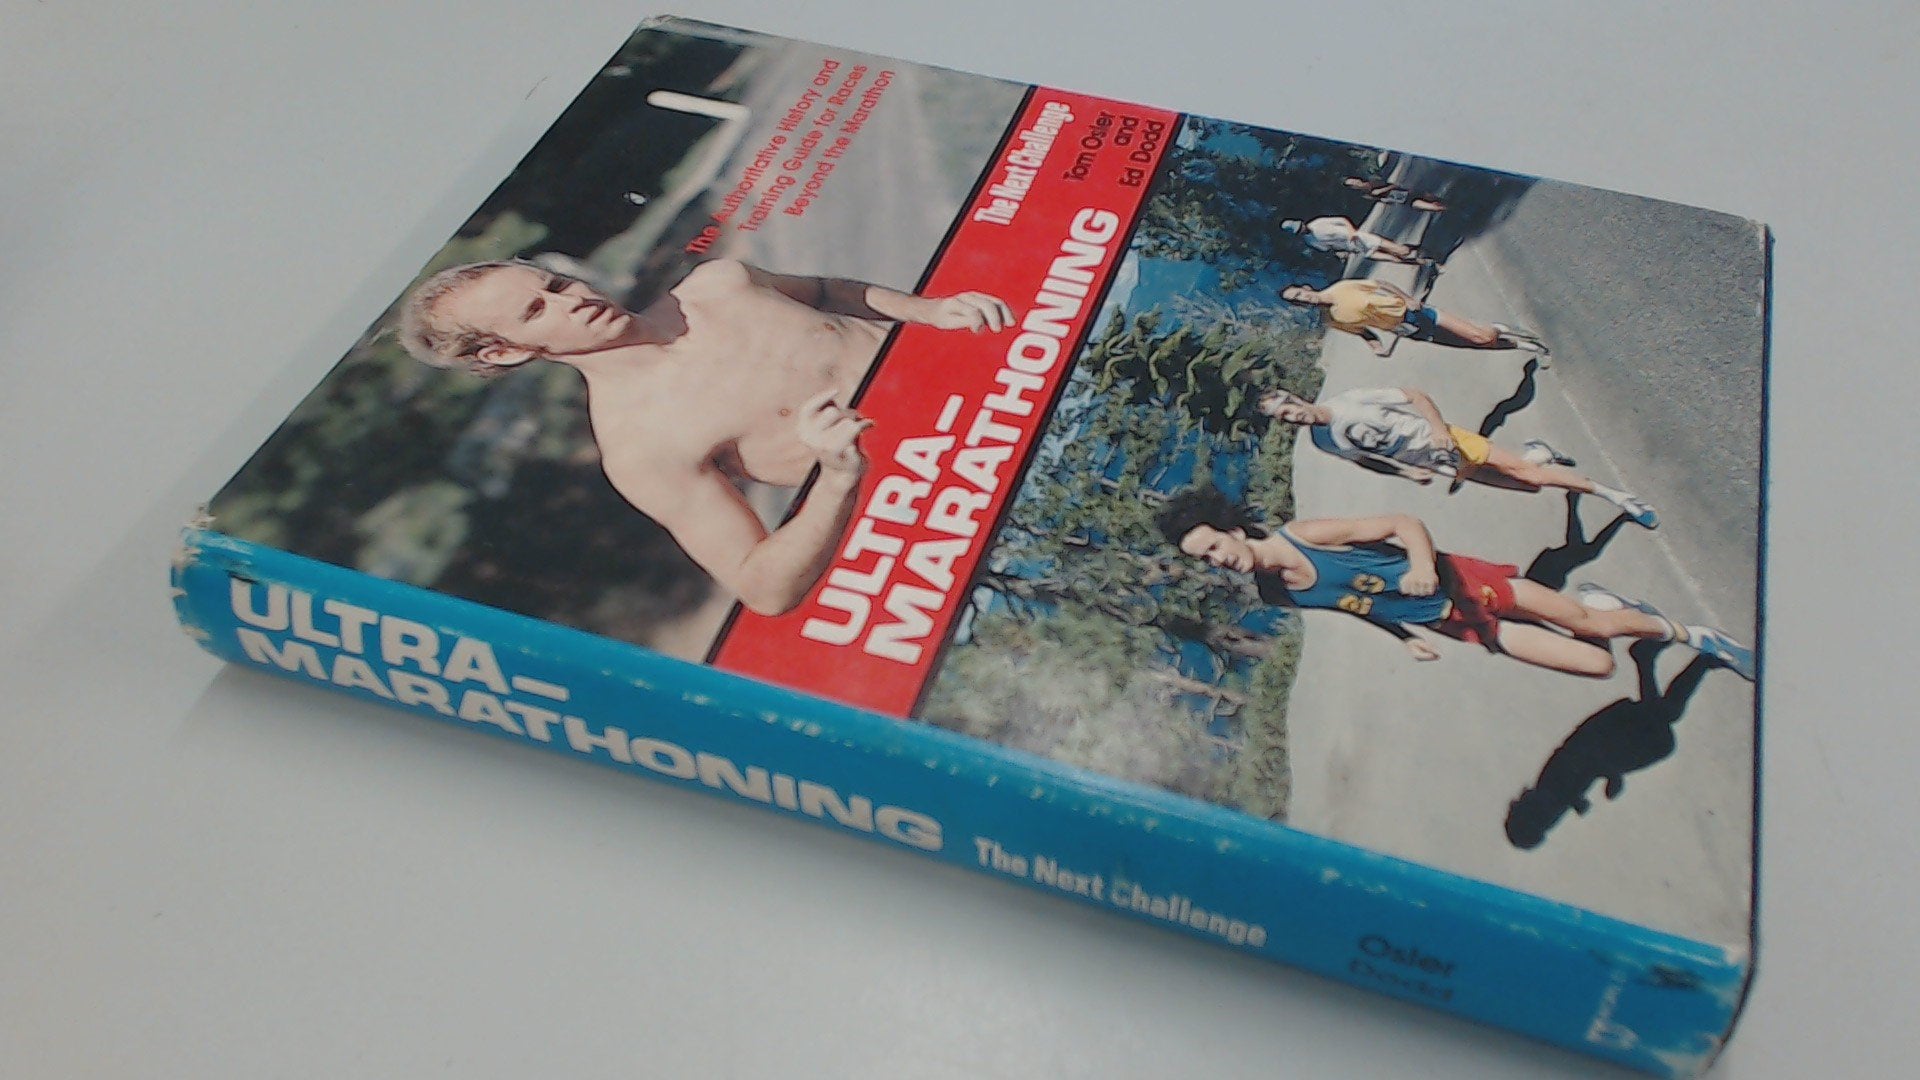 The Authoritative History and
Training Guide for Races
Beyond the Marathon
ULTRA-
MARATHONING
The Next Challenge
Tom Osler
and
Ed Dodd
ULTRA-
MARATHONING
The Next Challenge
Osler
Dodd